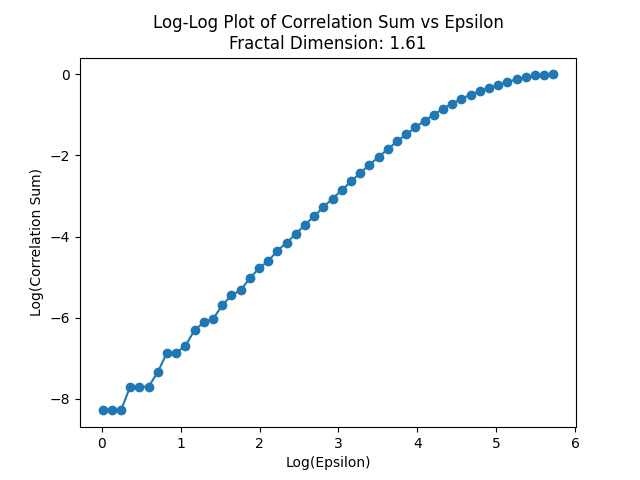 Log-Log Plot of Correlation Sum vs Epsilon
Fractal Dimension: 1.61
Log(Correlation Sum)
0
−2
−4
−6
−8
0 1 2 3 4 5 6
Log(Epsilon)